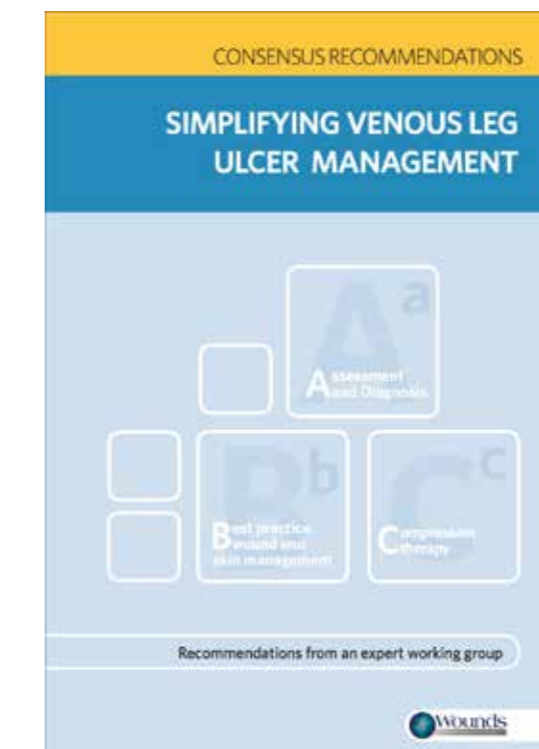 CONSENSUS RECOMMENDATIONS
SIMPLIFYING VENOUS LEG
ULCER MANAGEMENT
A a
Assessment
and Diagnosis
B b
Best practice
wound and
skin management
C c
Compression
therapy
Recommendations from an expert working group
Wounds